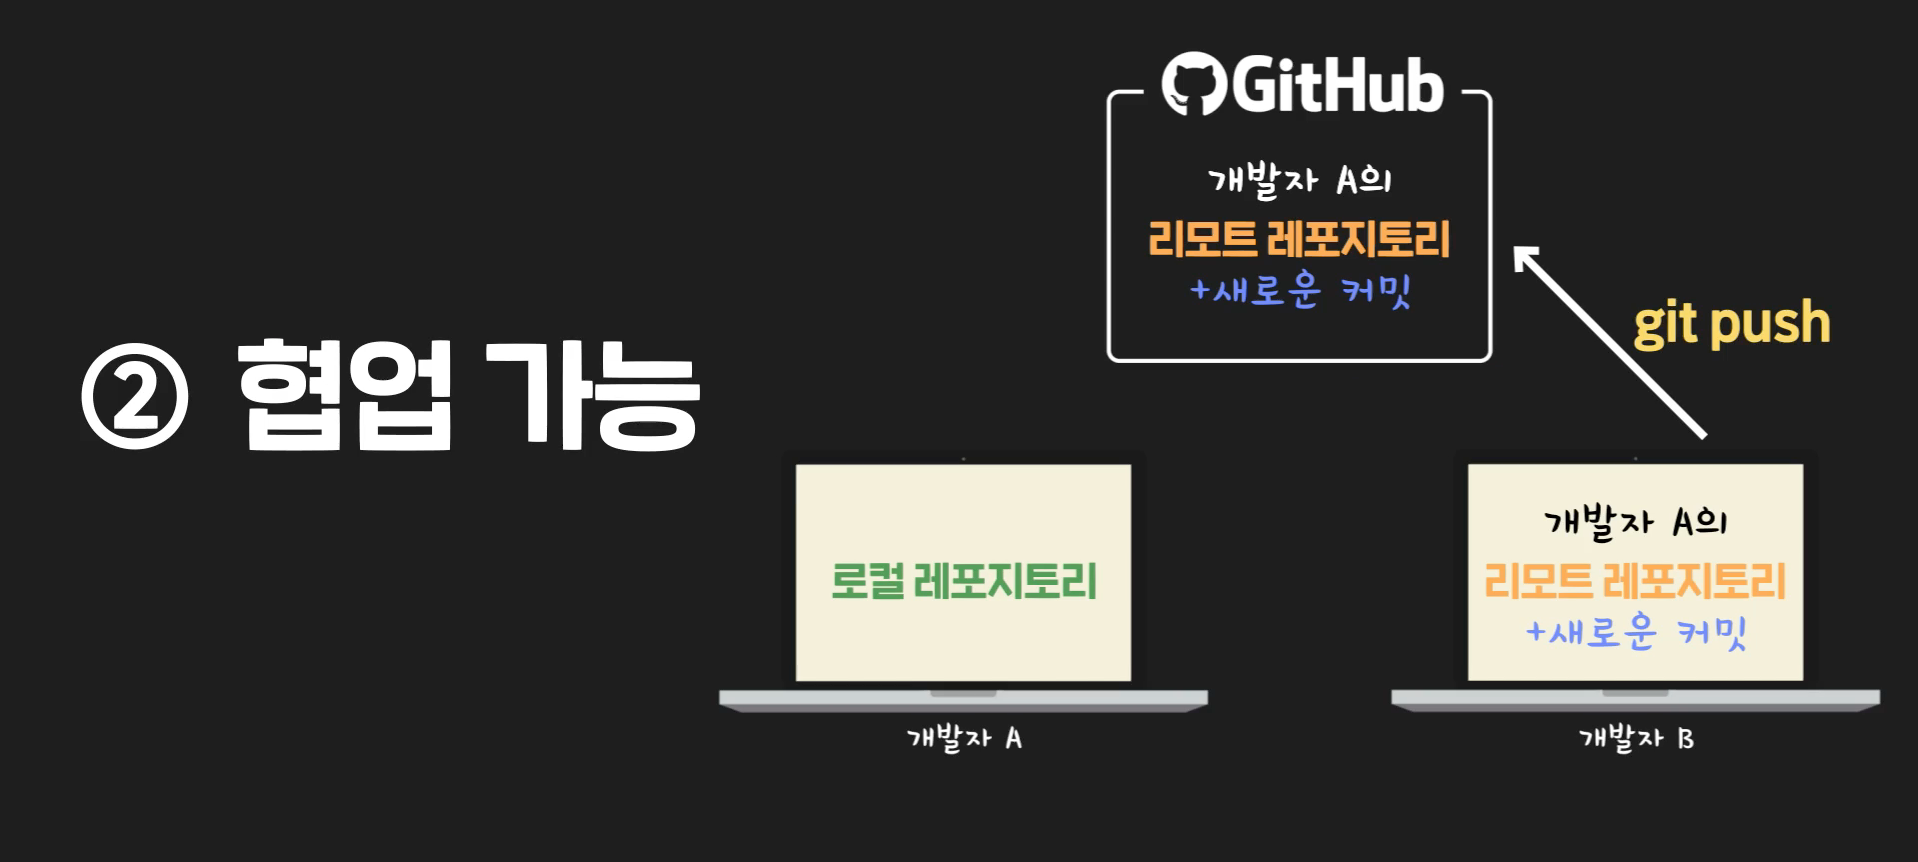 ② 협업 가능
GitHub
개발자 A의
리모트 레포지토리
+새로운 커밋
git push
로컬 레포지토리
개발자 A
개발자 A의
리모트 레포지토리
+새로운 커밋
개발자 B